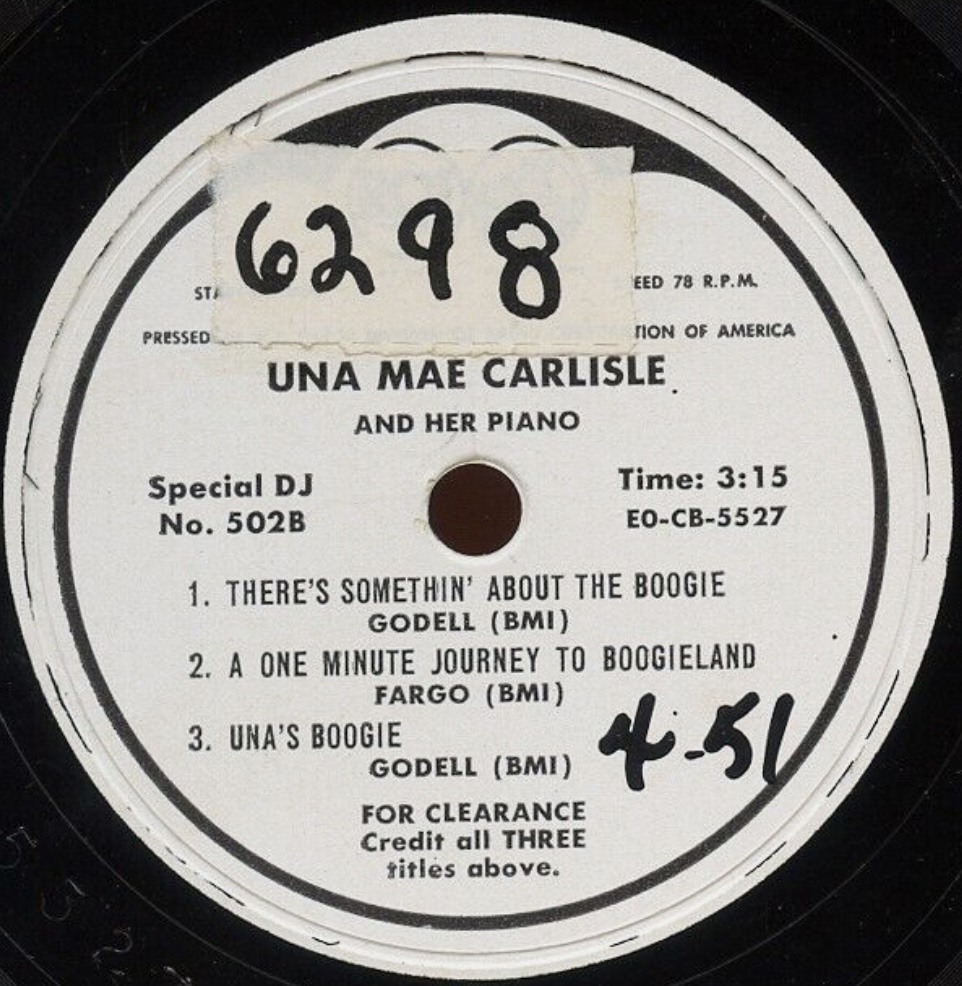 6298
EED 78 R.P.M.
PRESSED TION OF AMERICA
UNA MAE CARLISLE
AND HER PIANO
Special DJ Time: 3:15
No. 502B EO-CB-5527
1. THERE'S SOMETHIN' ABOUT THE BOOGIE
GODELL (BMI)
2. A ONE MINUTE JOURNEY TO BOOGIELAND
FARGO (BMI)
3. UNA'S BOOGIE
GODELL (BMI)
4-51
FOR CLEARANCE
Credit all THREE
titles above.